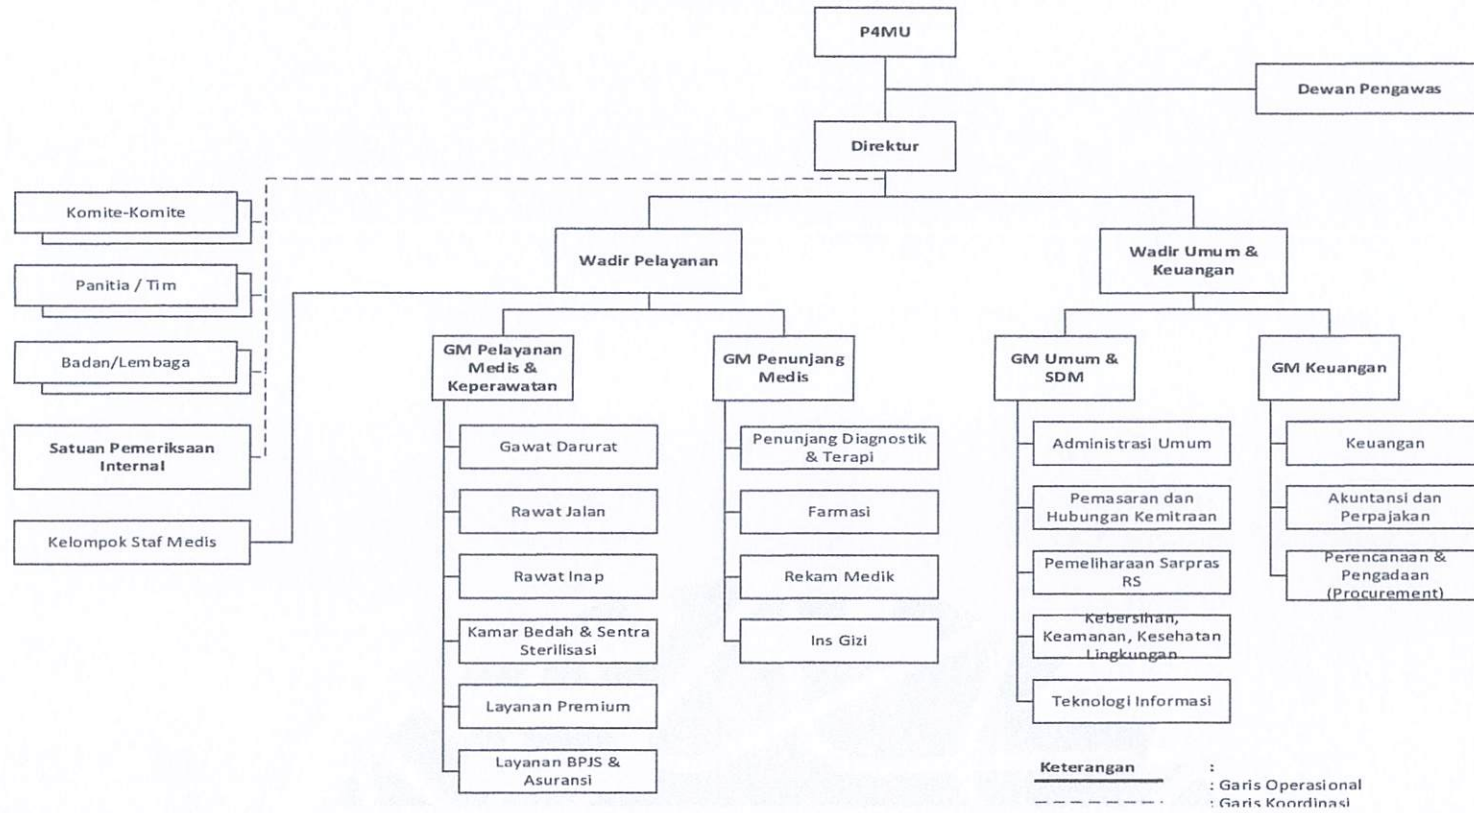 P4MU
Dewan Pengawas
Direktur
Komite-Komite
Panitia / Tim
Badan/Lembaga
Satuan Pemeriksaan
Internal
Kelompok Staf Medis
Wadir Pelayanan
Wadir Umum &
Keuangan
GM Pelayanan
Medis &
Keperawatan
Gawat Darurat
Rawat Jalan
Rawat Inap
Kamar Bedah & Sentra
Sterilisasi
Layanan Premium
Layanan BPJS &
Asuransi
GM Penunjang
Medis
Penunjang Diagnostik
& Terapi
Farmasi
Rekam Medik
Ins Gizi
GM Umum &
SDM
Administrasi Umum
Pemasaran dan
Hubungan Kemitraan
Pemeliharaan Sarpras
RS
Kebersihan,
Keamanan, Kesehatan
Lingkungan
Teknologi Informasi
GM Keuangan
Keuangan
Akuntansi dan
Perpajakan
Perencanaan &
Pengadaan
(Procurement)
Keterangan :
: Garis Operasional
: Garis Koordinasi